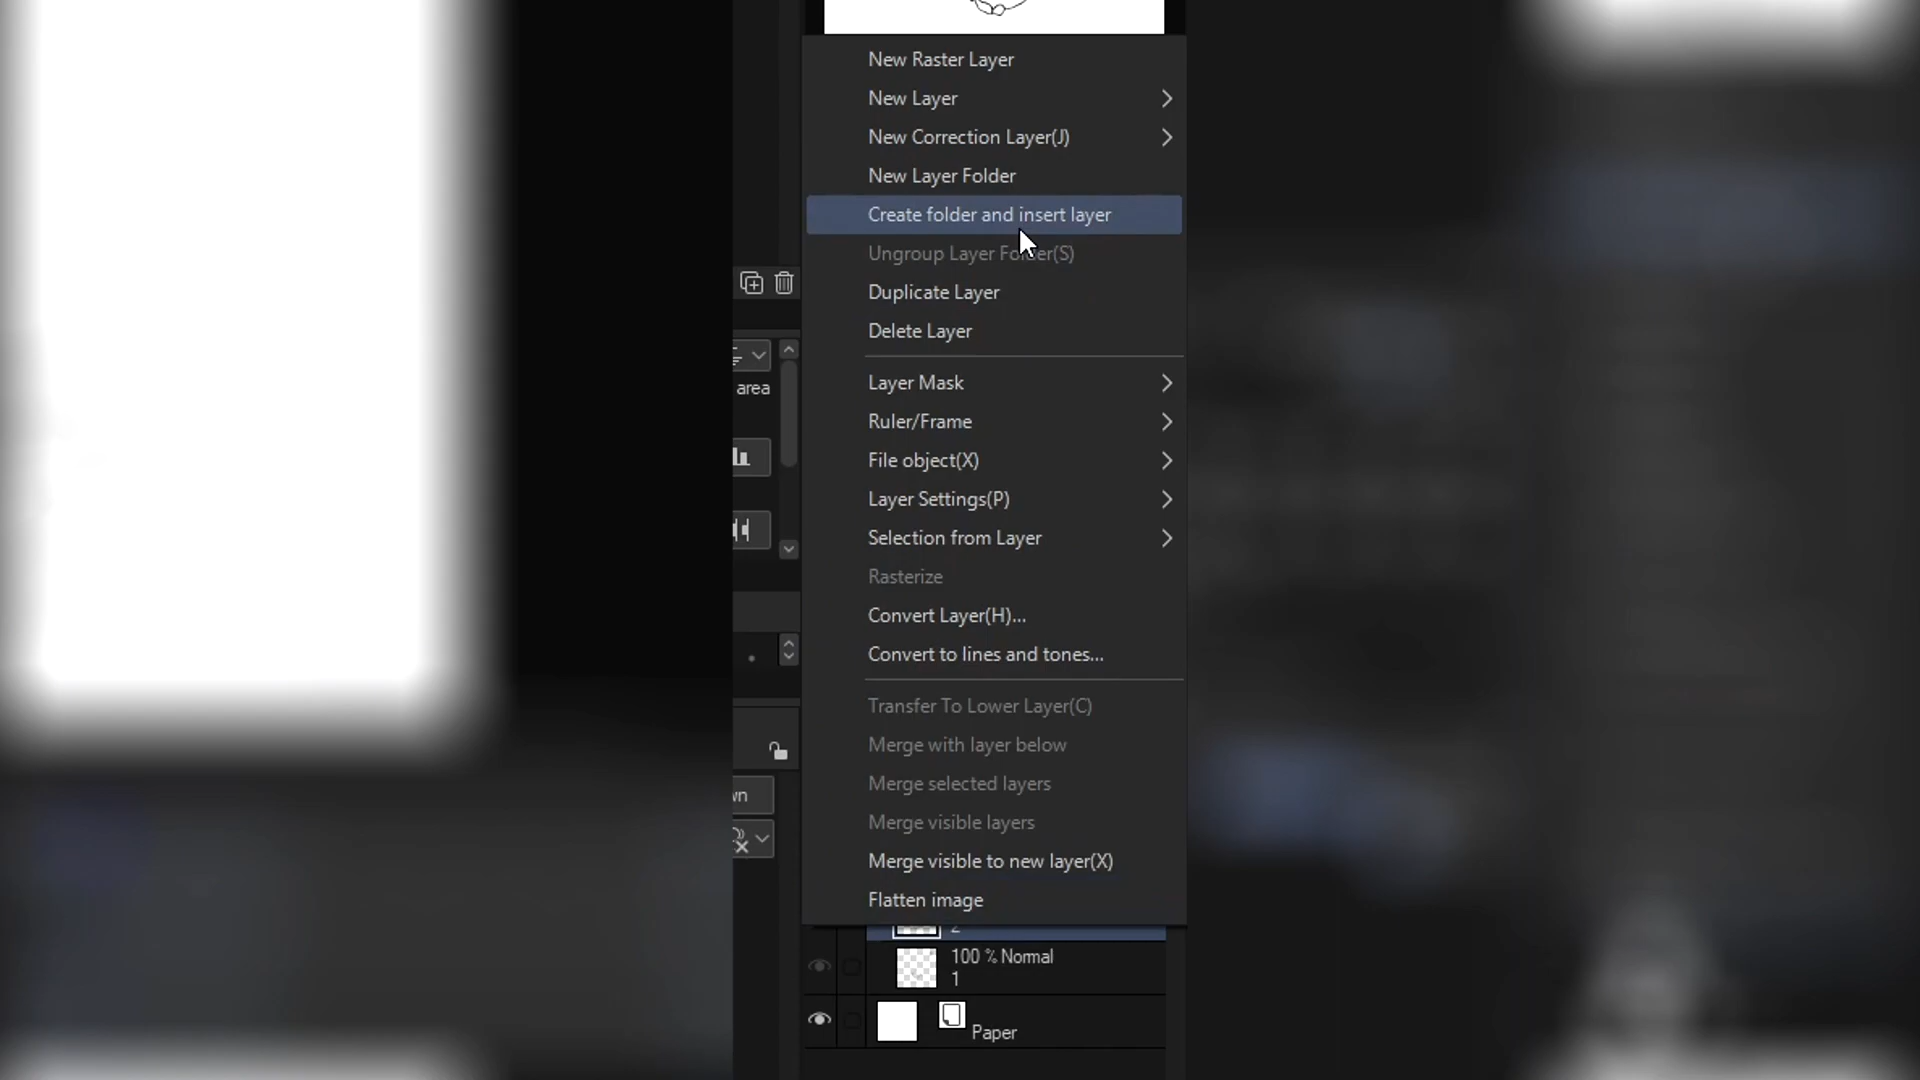 New Raster Layer
New Layer
New Correction Layer(J)
New Layer Folder
Create folder and insert layer
Ungroup Layer Folder(S)
Duplicate Layer
Delete Layer
area
Layer Mask
Ruler/Frame
File object(X)
Layer Settings(P)
Selection from Layer
Rasterize
Convert Layer(H)...
Convert to lines and tones...
Transfer To Lower Layer(C)
Merge with layer below
Merge selected layers
wn
Merge visible layers
Merge visible to new layer(X)
Flatten image
2
100 % Normal
1
Paper